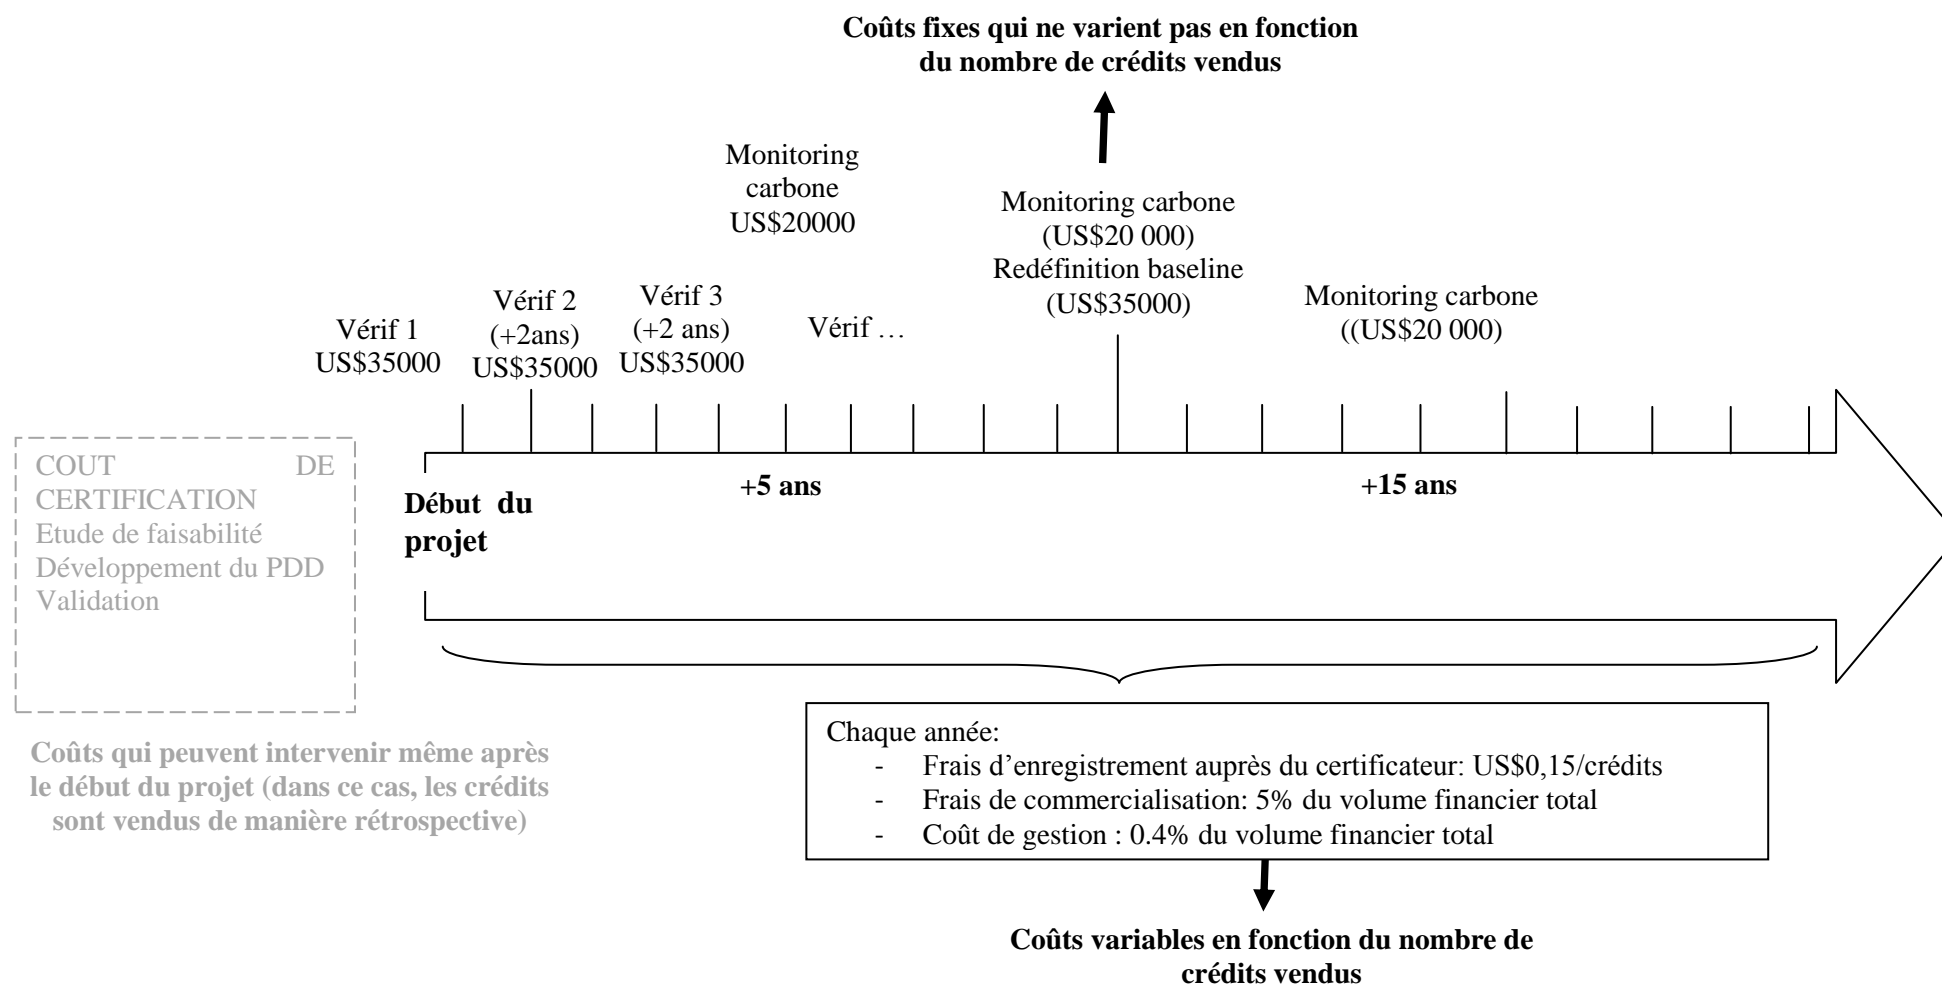 Coûts fixes qui ne varient pas en fonction
du nombre de crédits vendus
Monitoring
carbone
US$20000
Monitoring carbone
(US$20 000)
Redéfinition baseline
(US$35000)
Vérif 1
US$35000
Vérif 2
(+2ans)
US$35000
Vérif 3
(+2 ans)
US$35000
Vérif …
Monitoring carbone
((US$20 000)
COUT DE
CERTIFICATION
Etude de faisabilité
Développement du PDD
Validation
Début du
projet
+5 ans
+15 ans
Coûts qui peuvent intervenir même après
le début du projet (dans ce cas, les crédits
sont vendus de manière rétrospective)
Chaque année:
- Frais d’enregistrement auprès du certificateur: US$0,15/crédits
- Frais de commercialisation: 5% du volume financier total
- Coût de gestion : 0.4% du volume financier total
Coûts variables en fonction du nombre de
crédits vendus